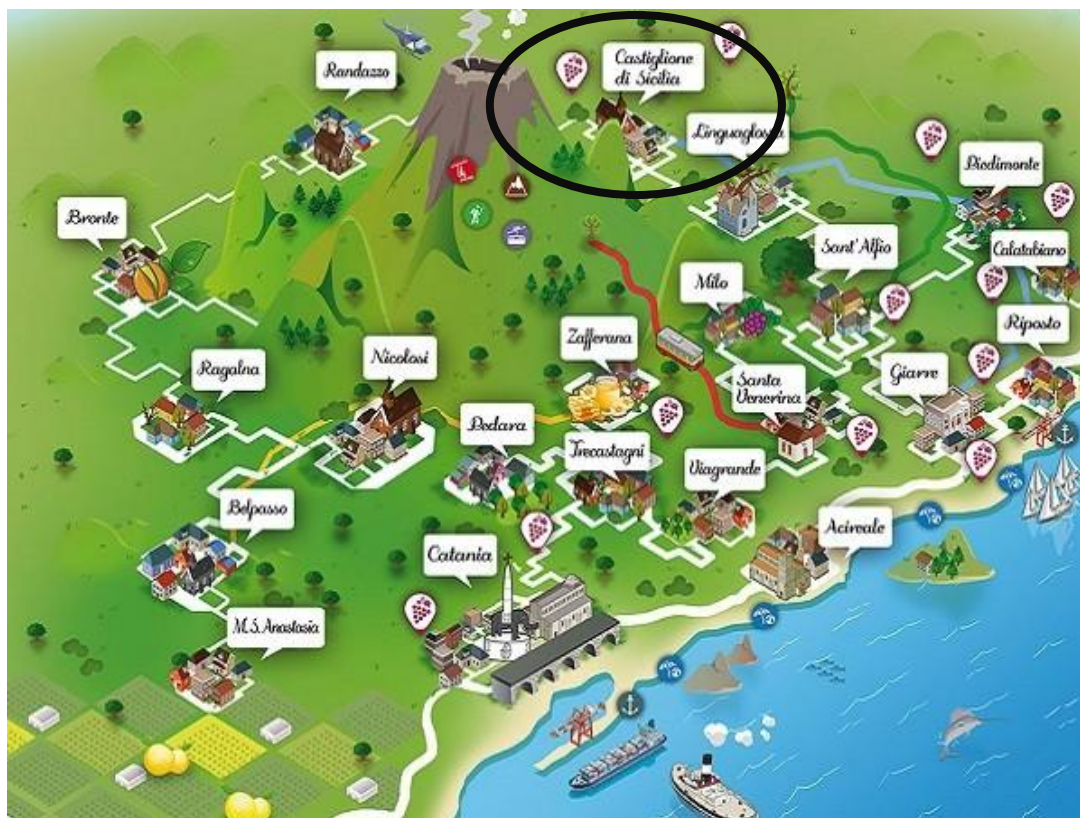 Randazzo
Castiglione
di Sicilia
Linguaglossa
Piedimonte
Bronte
Sant'Alfio
Calatabiano
Milo
Riposto
Zafferana
Nicolosi
Ragalna
Giarre
Santa
Venerina
Pedara
Trecastagni
Viagrande
Belpasso
Acireale
Catania
M.S. Anastasia